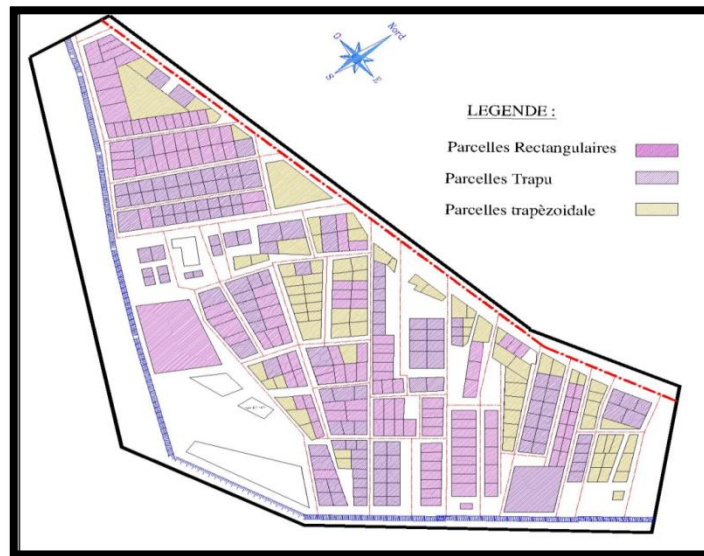 Nord
O
S
E
LEGENDE :
Parcelles Rectangulaires
Parcelles Trapu
Parcelles trapèzoidale